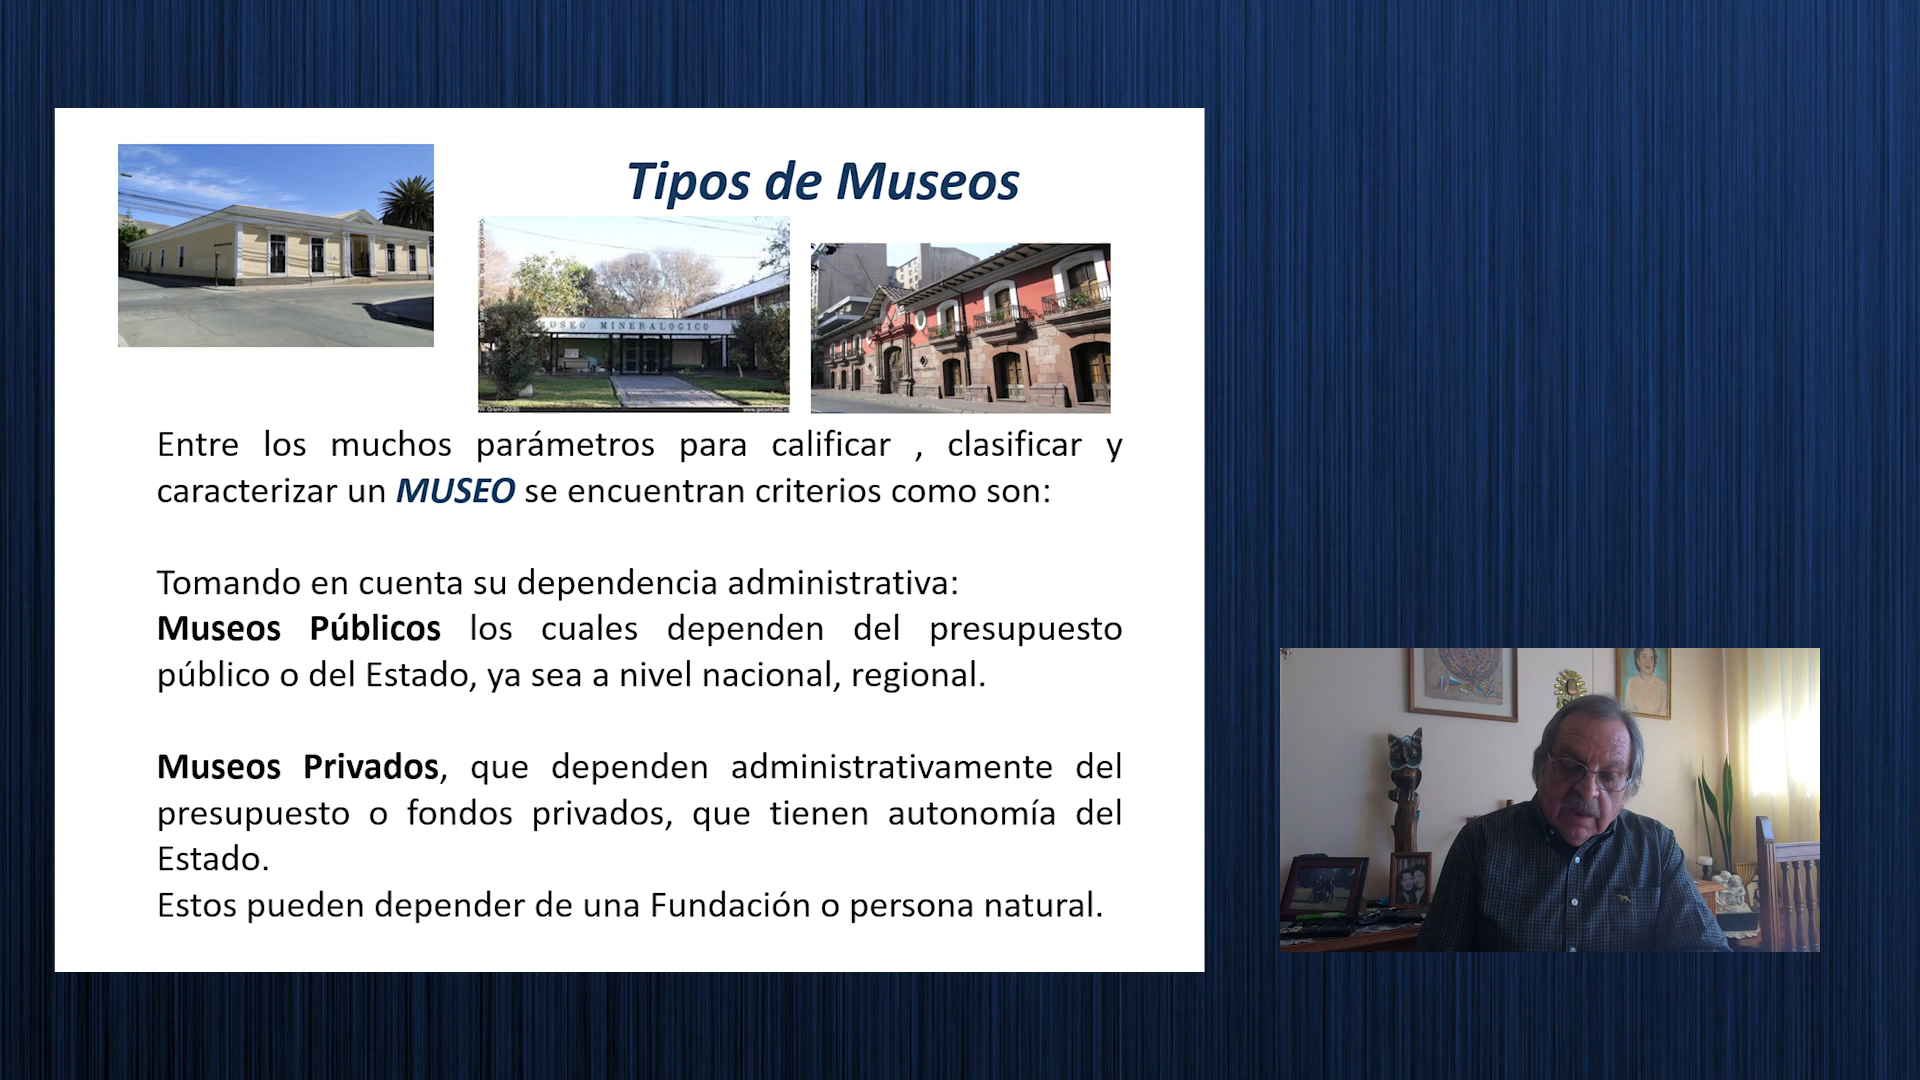 Tipos de Museos
MUSEO MINERALOGICO
Entre los muchos parámetros para calificar , clasificar y
caracterizar un MUSEO se encuentran criterios como son:
Tomando en cuenta su dependencia administrativa:
Museos Públicos los cuales dependen del presupuesto
público o del Estado, ya sea a nivel nacional, regional.
Museos Privados, que dependen administrativamente del
presupuesto o fondos privados, que tienen autonomía del
Estado.
Estos pueden depender de una Fundación o persona natural.